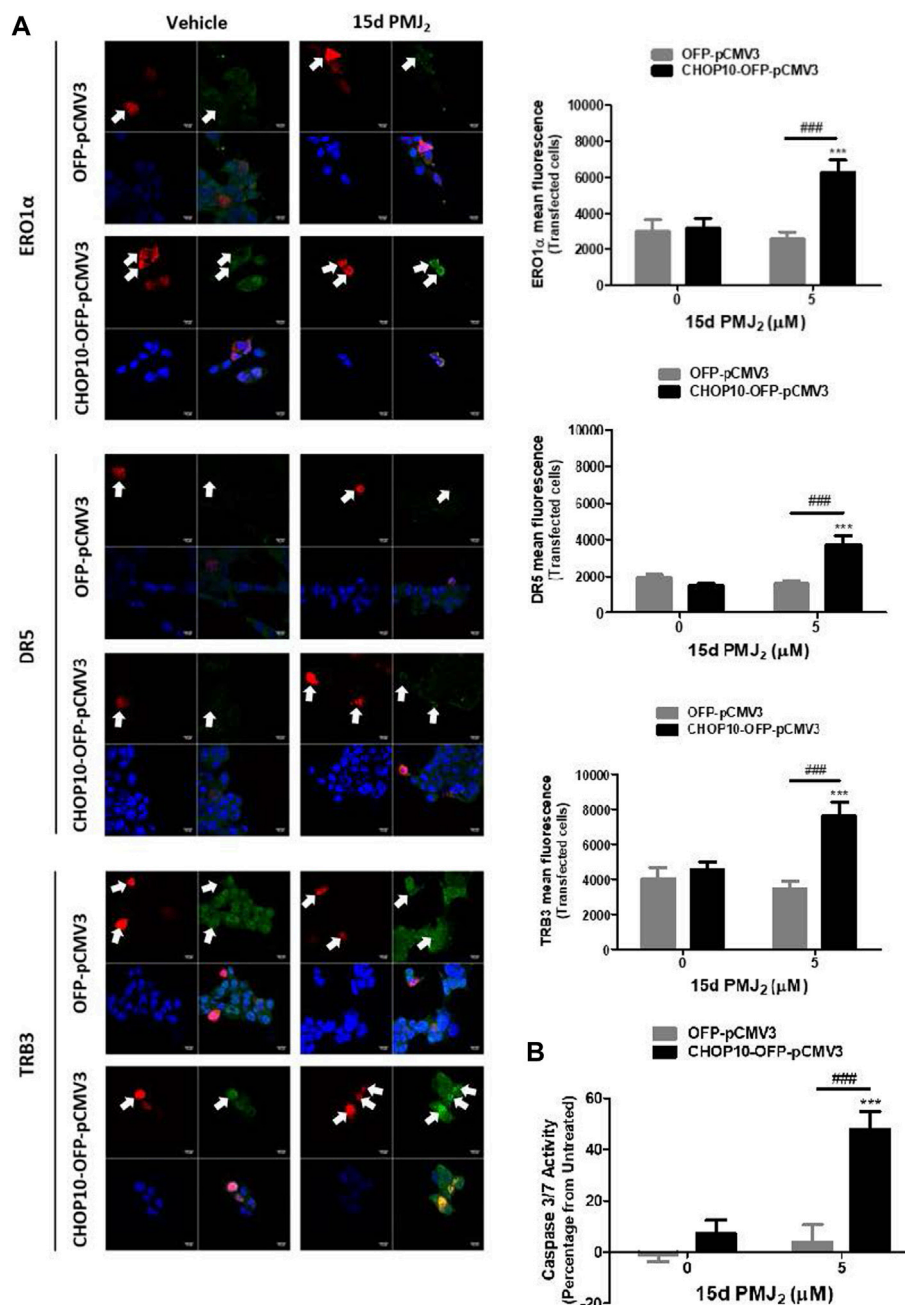 A
Vehicle
15d PMJ2
ERO1α
OFP-pCMV3
CHOP10-OFP-pCMV3
DR5
OFP-pCMV3
CHOP10-OFP-pCMV3
TRB3
OFP-pCMV3
CHOP10-OFP-pCMV3
OFP-pCMV3
CHOP10-OFP-pCMV3
ERO1α mean fluorescence
(Transfected cells)
10000
8000
6000
4000
2000
0
###
***
0
5
15d PMJ2 (μM)
OFP-pCMV3
CHOP10-OFP-pCMV3
DR5 mean fluorescence
(Transfected cells)
10000
8000
6000
4000
2000
0
###
***
0
5
15d PMJ2 (μM)
OFP-pCMV3
CHOP10-OFP-pCMV3
TRB3 mean fluorescence
(Transfected cells)
10000
8000
6000
4000
2000
0
###
***
0
5
15d PMJ2 (μM)
B
OFP-pCMV3
CHOP10-OFP-pCMV3
Caspase 3/7 Activity
(Percentage from Untreated)
60
40
20
0
-20
###
***
0
5
15d PMJ2 (μM)